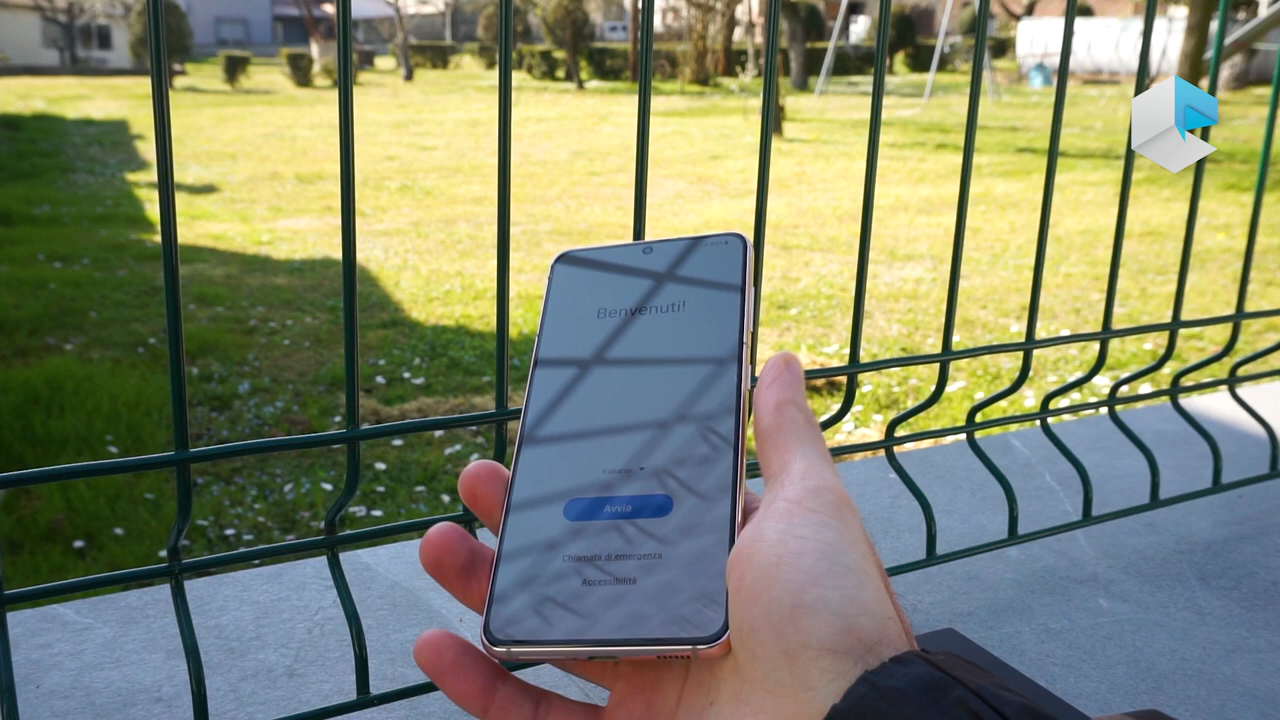 Benvenuti!
Italiano
Avvia
Chiamata di emergenza
Accessibilità